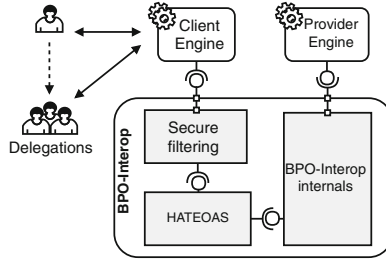 Client
Engine
Provider
Engine
Delegations
BPO-Interop
Secure
filtering
BPO-Interop
internals
HATEOAS